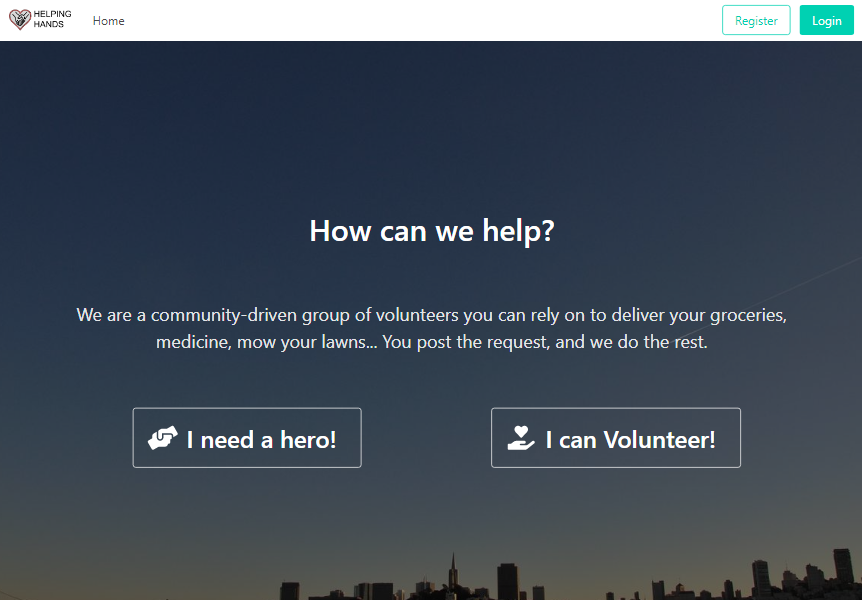 HELPING
HANDS
Home
Register
Login
How can we help?
We are a community-driven group of volunteers you can rely on to deliver your groceries,
medicine, mow your lawns... You post the request, and we do the rest.
I need a hero!
I can Volunteer!